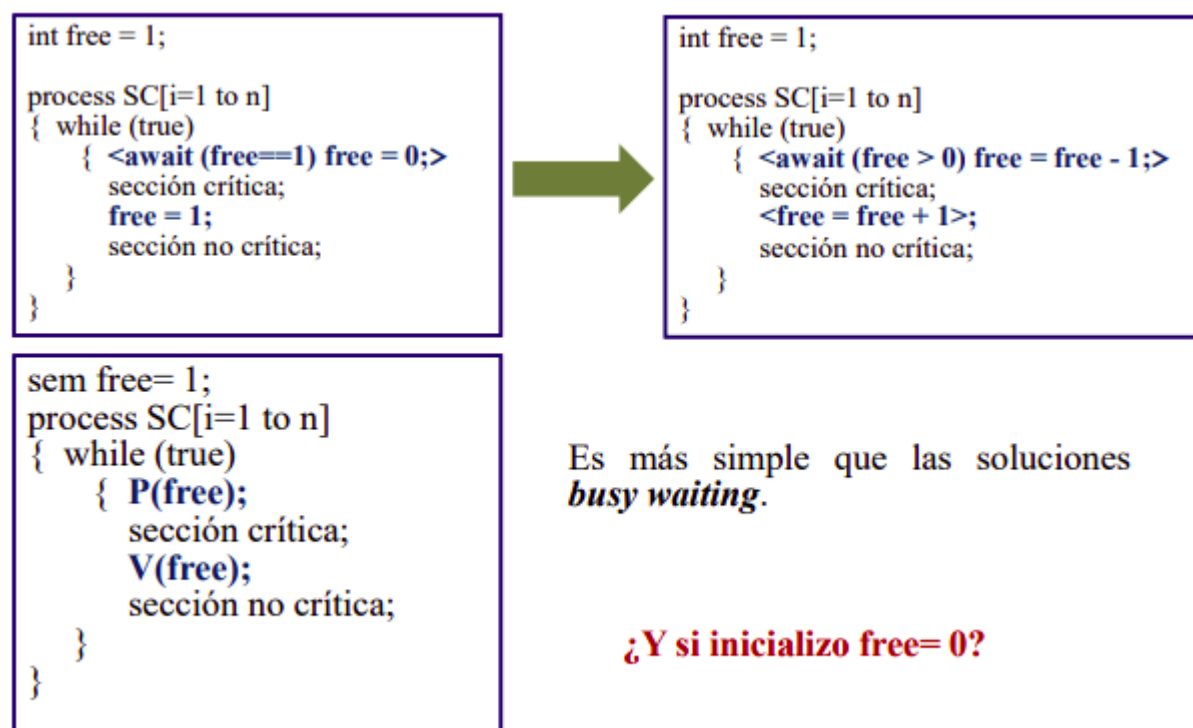 int free = 1;
process SC[i=1 to n]
{ while (true)
{ <await (free==1) free = 0;>
sección crítica;
free = 1;
sección no crítica;
}
}
int free = 1;
process SC[i=1 to n]
{ while (true)
{ <await (free > 0) free = free - 1;>
sección crítica;
<free = free + 1>;
sección no crítica;
}
}
sem free= 1;
process SC[i=1 to n]
{ while (true)
{ P(free);
sección crítica;
V(free);
sección no crítica;
}
}
Es más simple que las soluciones
busy waiting.
¿Y si inicializo free= 0?